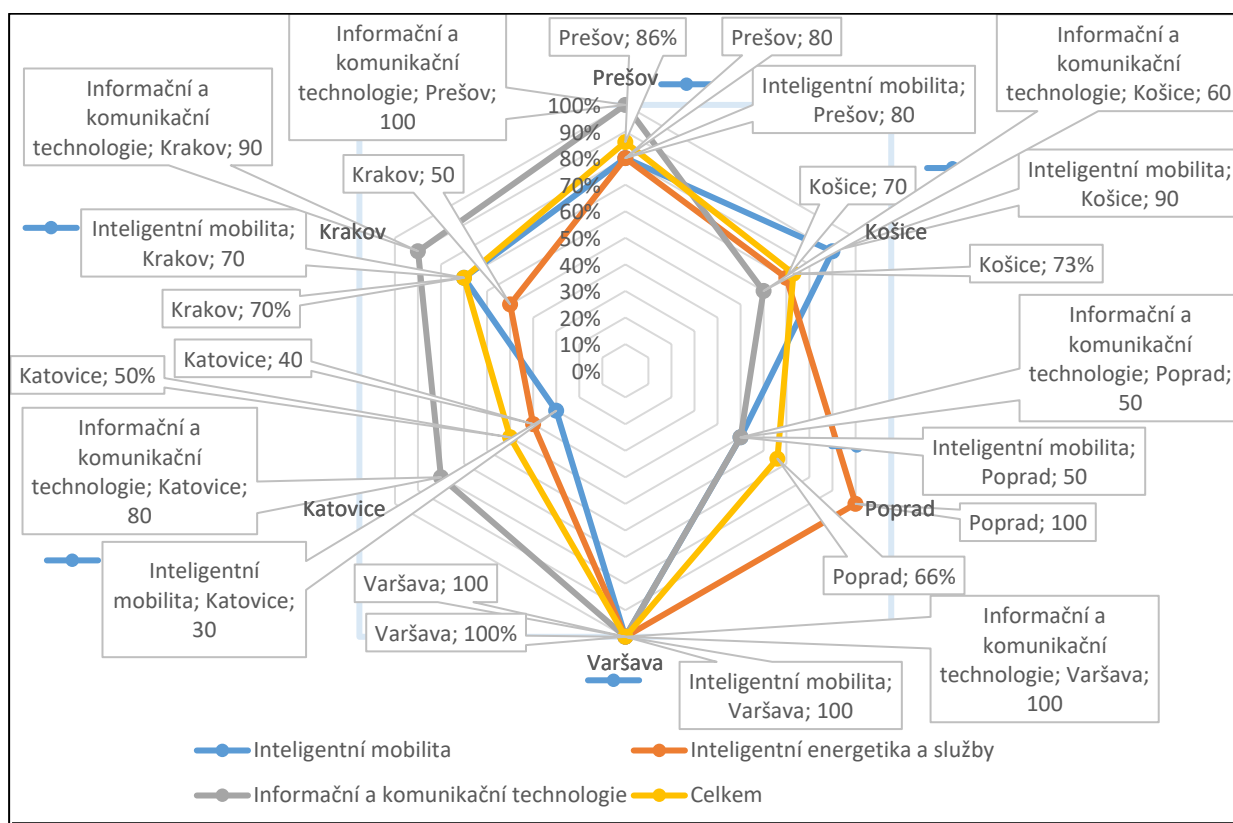 Informační a
komunikační
technologie; Prešov;
100
Prešov; 86%
Prešov; 80
Informační a
komunikační
technologie; Košice; 60
Informační a
komunikační
technologie; Krakov; 90
Prešov
Inteligentní mobilita;
Prešov; 80
Krakov; 50
Košice; 70
Inteligentní mobilita;
Košice; 90
Inteligentní mobilita;
Krakov; 70
Krakov
Košice
Košice; 73%
Krakov; 70%
100%
90%
80%
70%
60%
50%
40%
30%
20%
10%
0%
Informační a
komunikační
technologie; Poprad;
50
Katovice; 40
Katovice; 50%
Informační a
komunikační
technologie; Katovice;
80
Katovice
Inteligentní mobilita;
Poprad; 50
Poprad
Poprad; 100
Inteligentní
mobilita; Katovice;
30
Poprad; 66%
Varšava; 100
Varšava; 100%
Varšava
Inteligentní mobilita;
Varšava; 100
Informační a
komunikační
technologie; Varšava;
100
Inteligentní mobilita
Inteligentní energetika a služby
Informační a komunikační technologie
Celkem